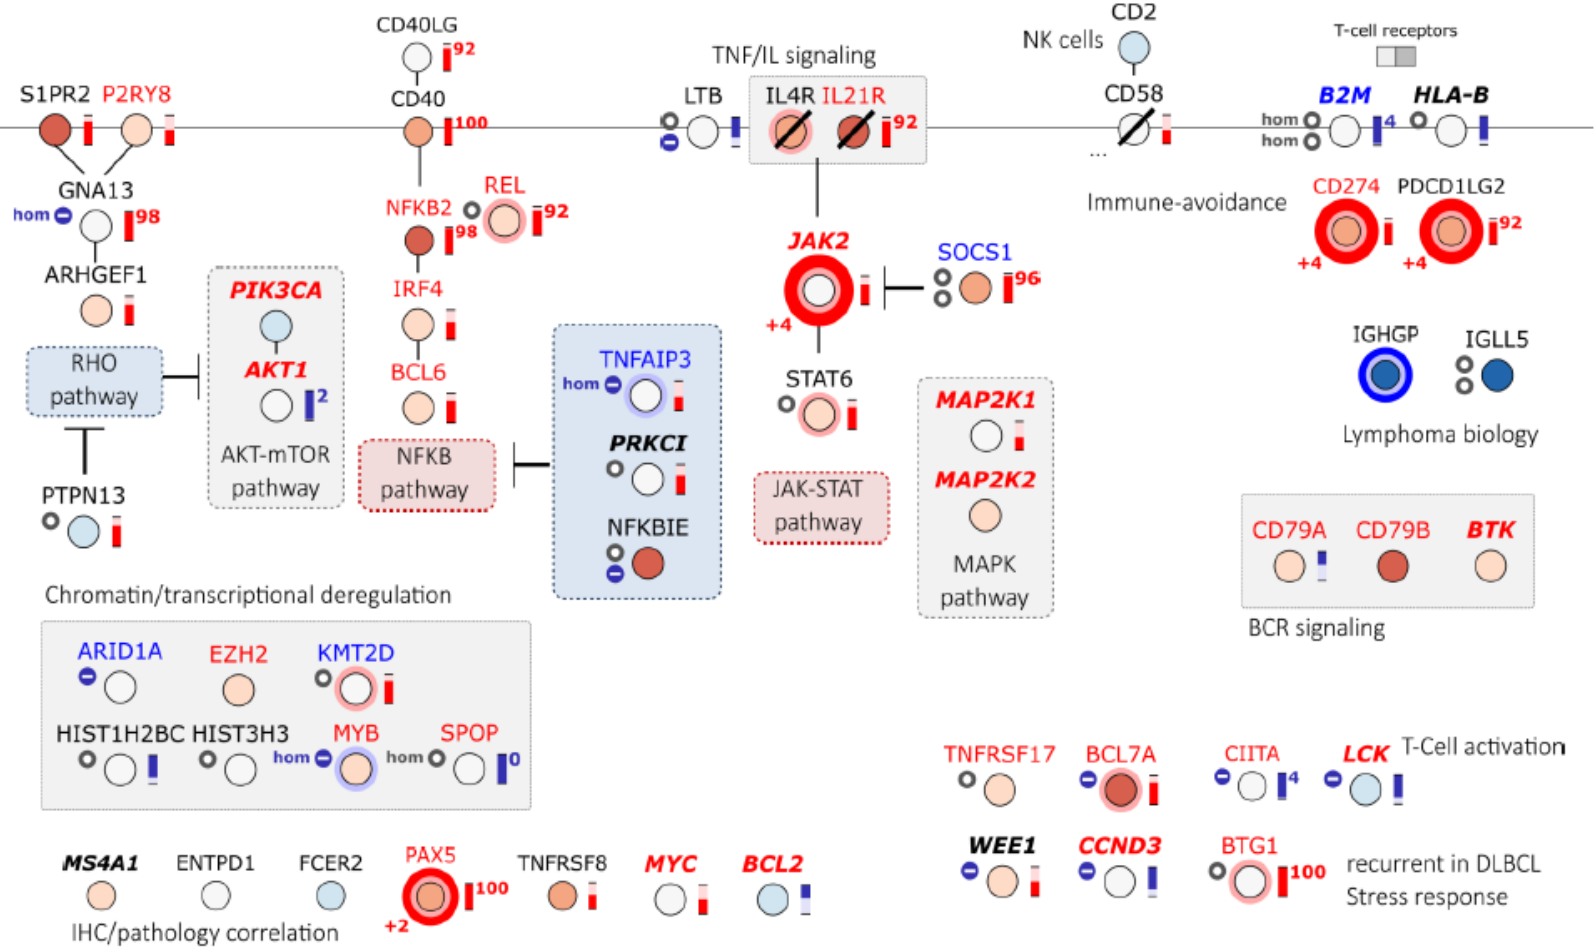 CD40LG
92
CD2
NK cells
T-cell receptors
TNF/IL signaling
S1PR2 P2RY8
CD40
100
LTB
IL4R IL21R
92
CD58
...
B2M
hom
hom
4
HLA-B
GNA13
hom
98
NFKB2
98
REL
92
Immune-avoidance
CD274
+4
PDCD1LG2
92
+4
JAK2
+4
SOCS1
96
ARHGEF1
PIK3CA
AKT1
2
AKT-mTOR
pathway
IRF4
BCL6
NFKB
pathway
RHO
pathway
PTPN13
TNFAIP3
hom
PRKCI
NFKBIE
STAT6
JAK-STAT
pathway
MAP2K1
MAP2K2
MAPK
pathway
IGHGP
IGLL5
Lymphoma biology
CD79A
CD79B
BTK
BCR signaling
Chromatin/transcriptional deregulation
ARID1A
EZH2
KMT2D
HIST1H2BC
HIST3H3
MYB
hom
SPOP
hom
0
TNFRSF17
BCL7A
CIITA
4
LCK
T-Cell activation
MS4A1
ENTPD1
FCER2
PAX5
100
+2
TNFRSF8
MYC
BCL2
IHC/pathology correlation
WEE1
CCND3
BTG1
100
recurrent in DLBCL
Stress response